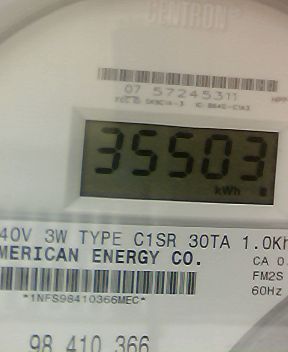 CENTRON®
07 57245311
35503
kWh
40V 3W TYPE C1SR 30TA 1.0Kh
MERICAN ENERGY CO.
CA 0.
FM2S
60Hz
*1NFS98410366MEC*
98 410 366